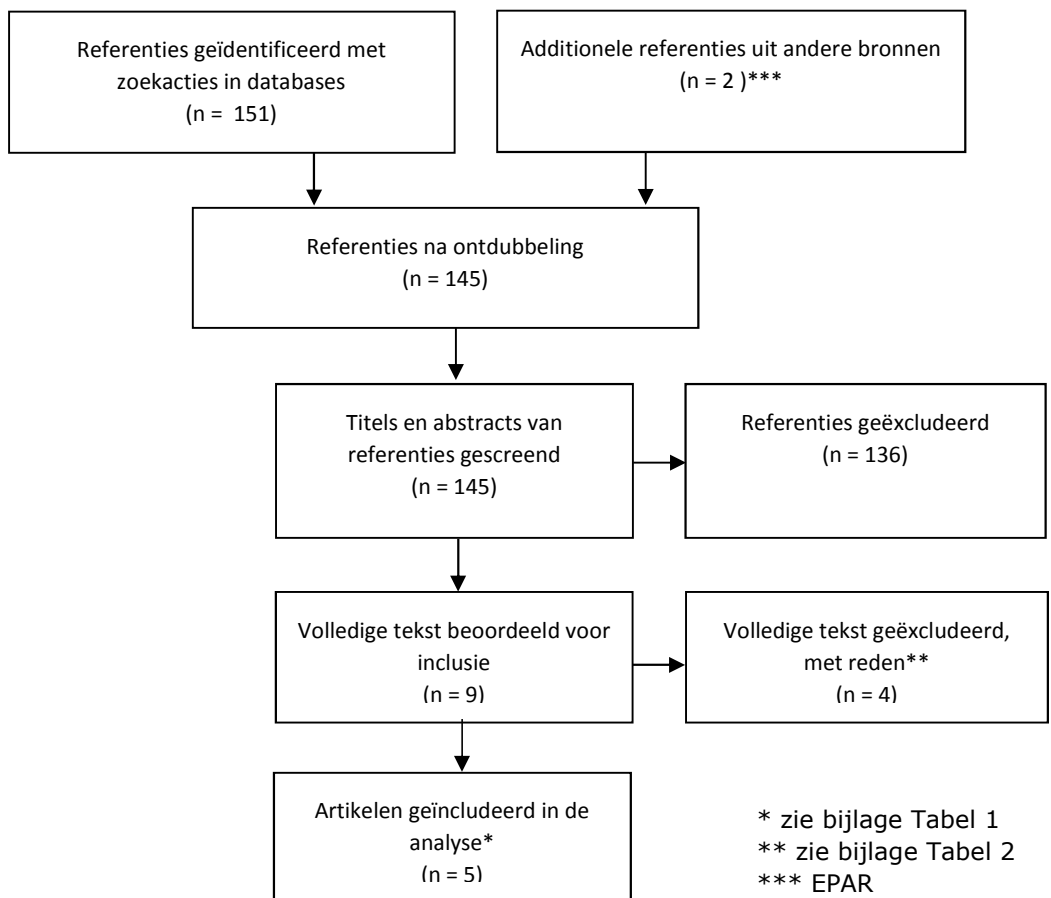 Referenties geïdentificeerd met
zoekacties in databases
(n =  151)
Additionele referenties uit andere bronnen
(n = 2 )***
Referenties na ontdubbeling
(n = 145)
Titels en abstracts van
referenties gescreend
(n = 145)
Referenties geëxcludeerd
(n = 136)
Volledige tekst beoordeeld voor
inclusie
(n = 9)
Volledige tekst geëxcludeerd,
met reden**
(n = 4)
Artikelen geïncludeerd in de
analyse*
(n = 5)
* zie bijlage Tabel 1
** zie bijlage Tabel 2
*** EPAR